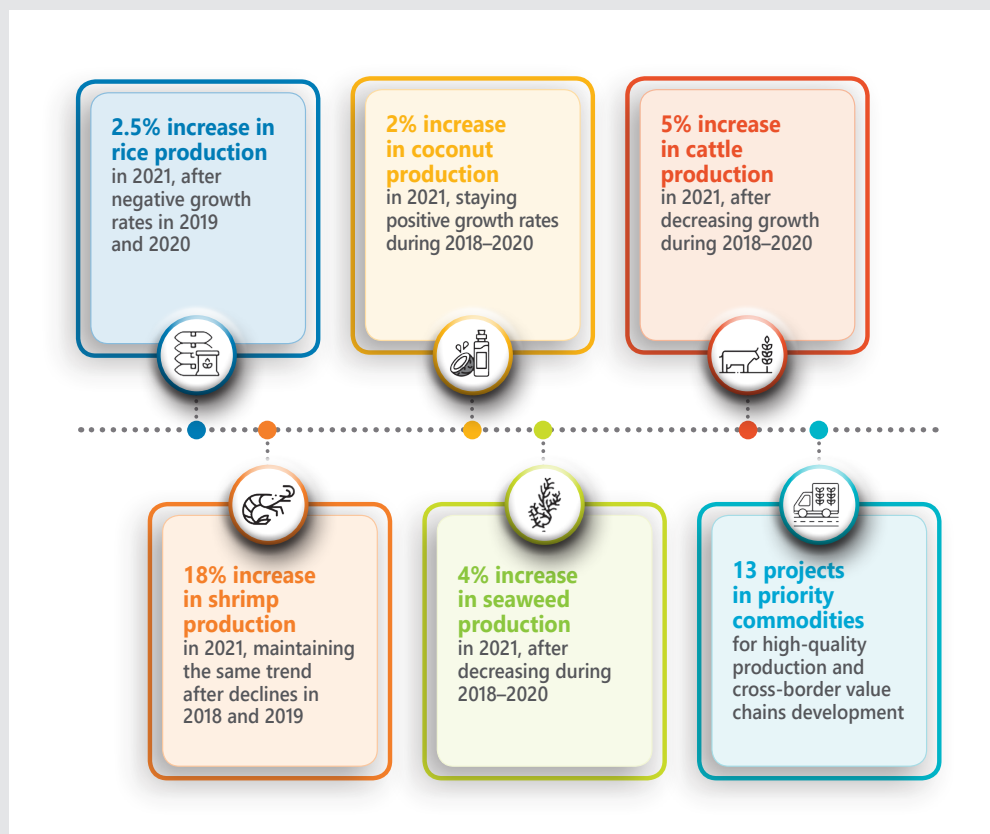 2.5% increase in
rice production
in 2021, after
negative growth
rates in 2019
and 2020
2% increase
in coconut
production
in 2021, staying
positive growth rates
during 2018–2020
5% increase
in cattle
production
in 2021, after
decreasing growth
during 2018–2020
18% increase
in shrimp
production
in 2021, maintaining
the same trend
after declines in
2018 and 2019
4% increase
in seaweed
production
in 2021, after
decreasing during
2018–2020
13 projects
in priority
commodities
for high-quality
production and
cross-border value
chains development